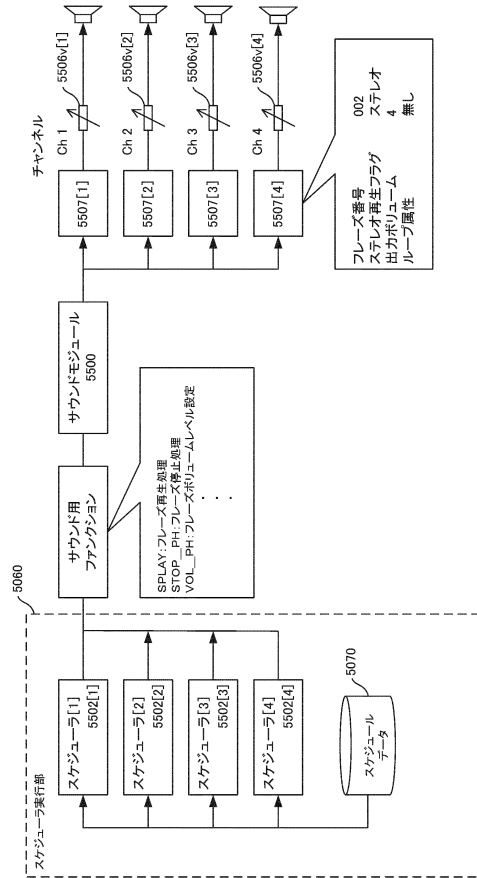 5060
スケジューラ実行部
スケジューラ[1]
5502[1]
スケジューラ[2]
5502[2]
スケジューラ[3]
5502[3]
スケジューラ[4]
5502[4]
5070
スケジュール
データ
サウンド用
ファンクション
SPLAY:フレーズ再生処理
STOP__PH:フレーズ停止処理
VOL__PH:フレーズボリュームレベル設定
・・・
サウンドモジュール
5500
チャンネル
5507[1]
Ch 1
5506v[1]
5507[2]
Ch 2
5506v[2]
5507[3]
Ch 3
5506v[3]
5507[4]
Ch 4
5506v[4]
フレーズ番号 002
ステレオ再生フラグ ステレオ
出力ボリューム 4
ループ属性 無し